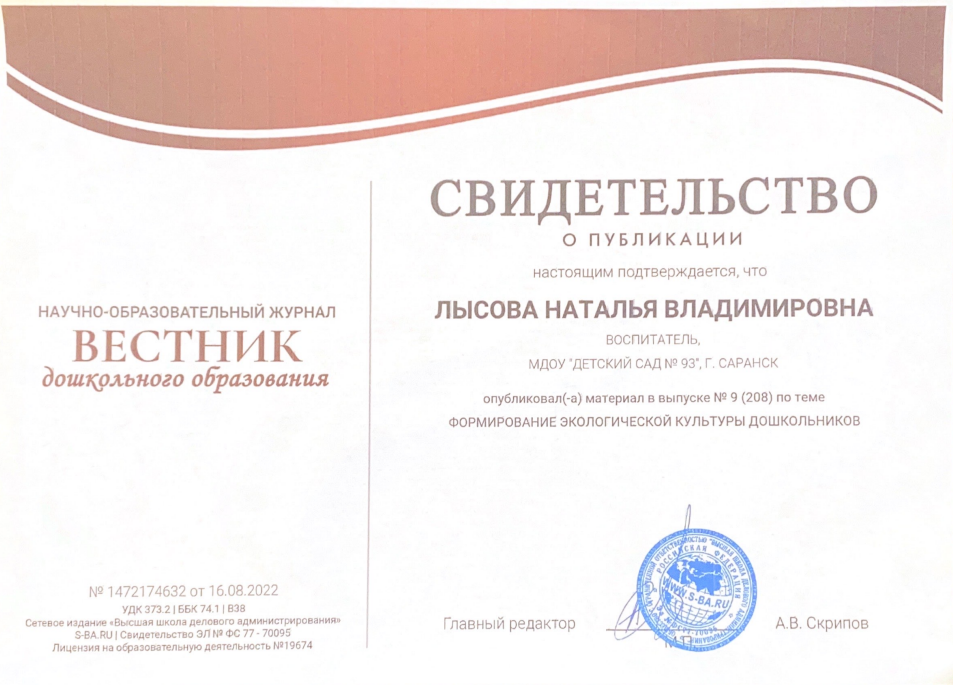 СВИДЕТЕЛЬСТВО
О ПУБЛИКАЦИИ
настоящим подтверждается, что
ЛЫСОВА НАТАЛЬЯ ВЛАДИМИРОВНА
ВОСПИТАТЕЛЬ,
МДОУ "ДЕТСКИЙ САД № 93", Г. САРАНСК
опубликовал(-а) материал в выпуске № 9 (208) по теме
ФОРМИРОВАНИЕ ЭКОЛОГИЧЕСКОЙ КУЛЬТУРЫ ДОШКОЛЬНИКОВ
НАУЧНО-ОБРАЗОВАТЕЛЬНЫЙ ЖУРНАЛ
ВЕСТНИК
дошкольного образования
№ 1472174632 от 16.08.2022
УДК 373.2 | ББК 74.1 | В38
Сетевое издание «Высшая школа делового администрирования»
S-BA.RU | Свидетельство ЭЛ № ФС 77 - 70095
Лицензия на образовательную деятельность №19674
Главный редактор
А.В. Скрипов
РОССИЙСКАЯ ФЕДЕРАЦИЯ
WWW.S-BA.RU